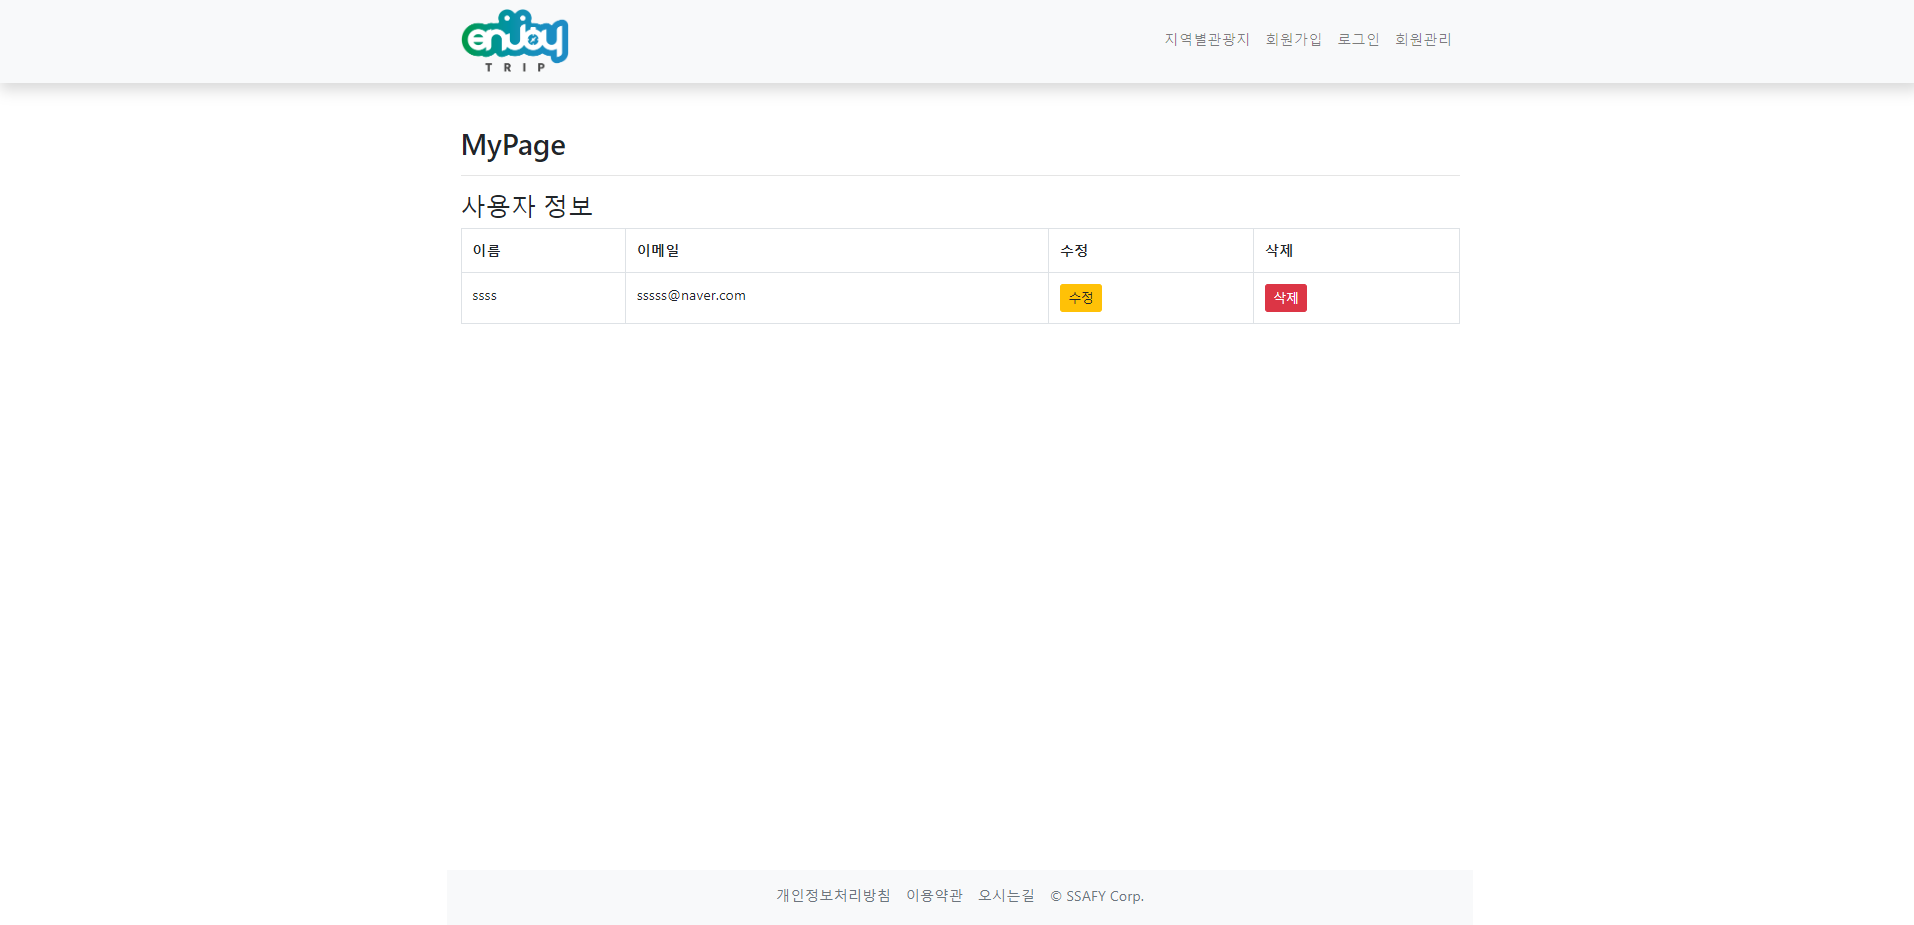 enjoy
TRIP
지역별관광지 회원가입 로그인 회원관리
MyPage
사용자 정보
이름 이메일 수정 삭제
ssss sssss@naver.com 수정 삭제
개인정보처리방침 이용약관 오시는길 © SSAFY Corp.